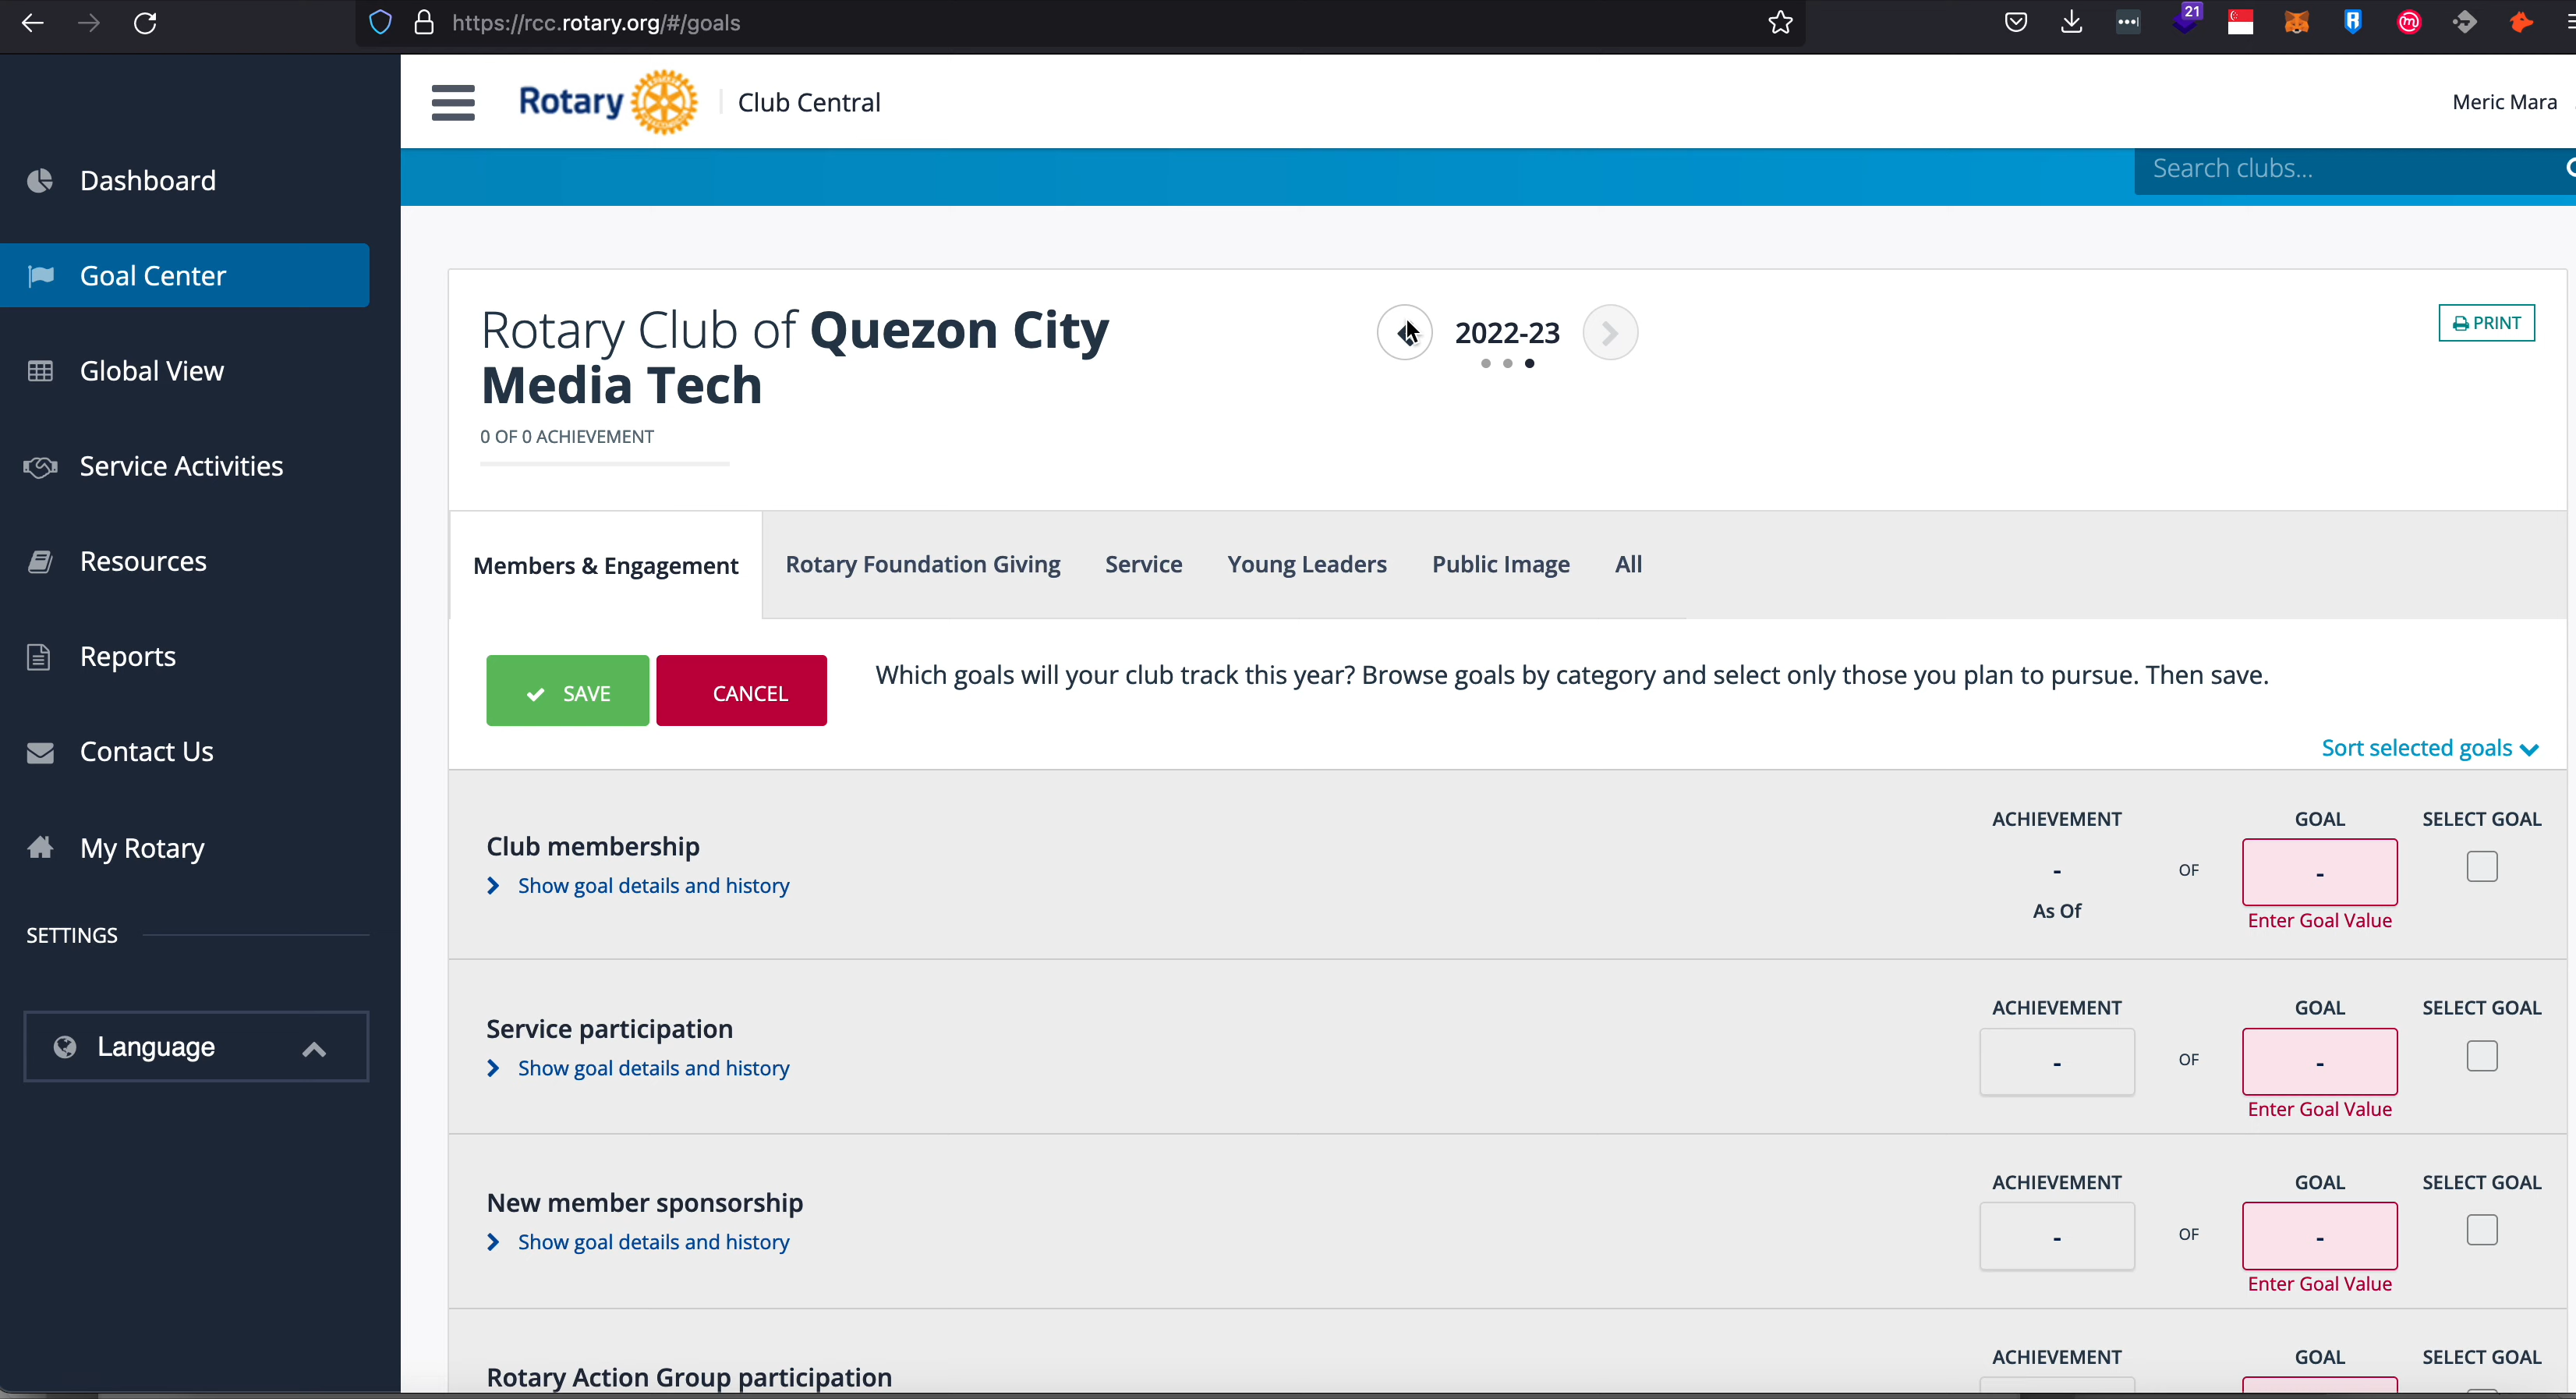 https://rcc.rotary.org/#/goals
21
Rotary
Club Central
Meric Mara
Search clubs...
Dashboard
Goal Center
Global View
Service Activities
Resources
Reports
Contact Us
My Rotary
SETTINGS
Language
Rotary Club of Quezon City
Media Tech
0 OF 0 ACHIEVEMENT
2022-23
PRINT
Members & Engagement
Rotary Foundation Giving
Service
Young Leaders
Public Image
All
SAVE
CANCEL
Which goals will your club track this year? Browse goals by category and select only those you plan to pursue. Then save.
Sort selected goals
Club membership
Show goal details and history
ACHIEVEMENT
-
As Of
OF
GOAL
-
Enter Goal Value
SELECT GOAL
Service participation
Show goal details and history
ACHIEVEMENT
-
OF
GOAL
-
Enter Goal Value
SELECT GOAL
New member sponsorship
Show goal details and history
ACHIEVEMENT
-
OF
GOAL
-
Enter Goal Value
SELECT GOAL
Rotary Action Group participation
ACHIEVEMENT
GOAL
SELECT GOAL